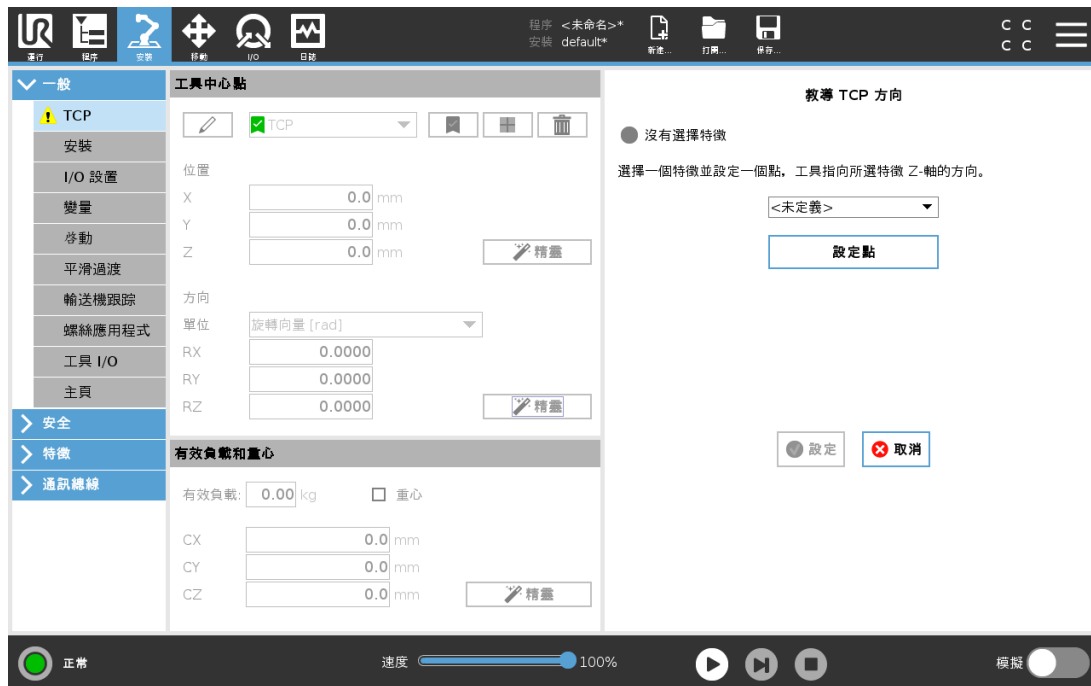 UR
運行
程序
安裝
移動
I/O
日誌
程序 <未命名>*
安裝 default*
新建...
打開...
保存...
C C
C C
一般
TCP
安裝
I/O 設置
變量
啓動
平滑過渡
輸送機跟踪
螺絲應用程式
工具 I/O
主頁
安全
特徵
通訊總線
工具中心點
TCP
位置
X 0.0 mm
Y 0.0 mm
Z 0.0 mm 精靈
方向
單位 旋轉向量 [rad]
RX 0.0000
RY 0.0000
RZ 0.0000 精靈
有效負載和重心
有效負載: 0.00 kg 重心
CX 0.0 mm
CY 0.0 mm
CZ 0.0 mm 精靈
教導 TCP 方向
沒有選擇特徵
選擇一個特徵並設定一個點，工具指向所選特徵 Z-軸的方向。
<未定義>
設定點
設定 取消
正常
速度 100%
模擬